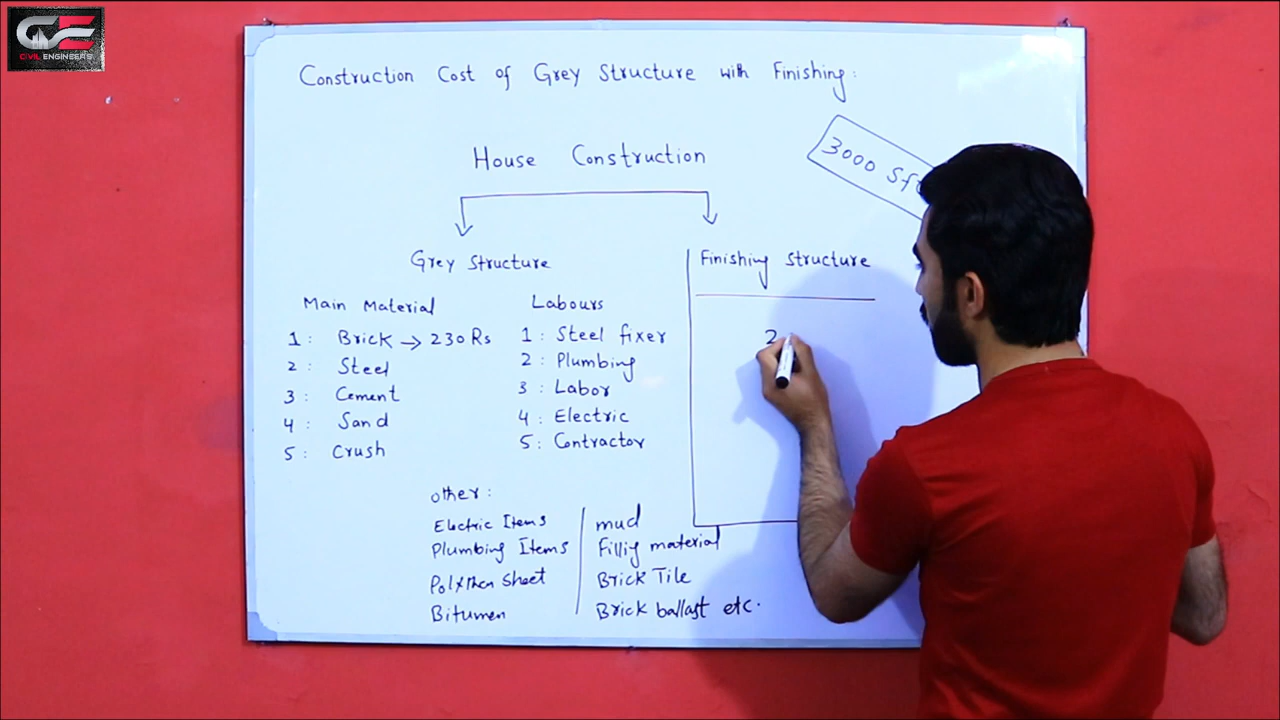 CIVIL ENGINEERS
Construction Cost of Grey Structure with Finishing:
3000 Sf
House Construction
Grey Structure
Main Material
1: Brick → 230 Rs
2: Steel
3: Cement
4: Sand
5: Crush
Labours
1: Steel fixer
2: Plumbing
3: Labor
4: Electric
5: Contractor
Finishing Structure
2
other:
Electric Items
Plumbing Items
Polythen Sheet
Bitumen
mud
Fillig material
Brick Tile
Brick ballast etc.